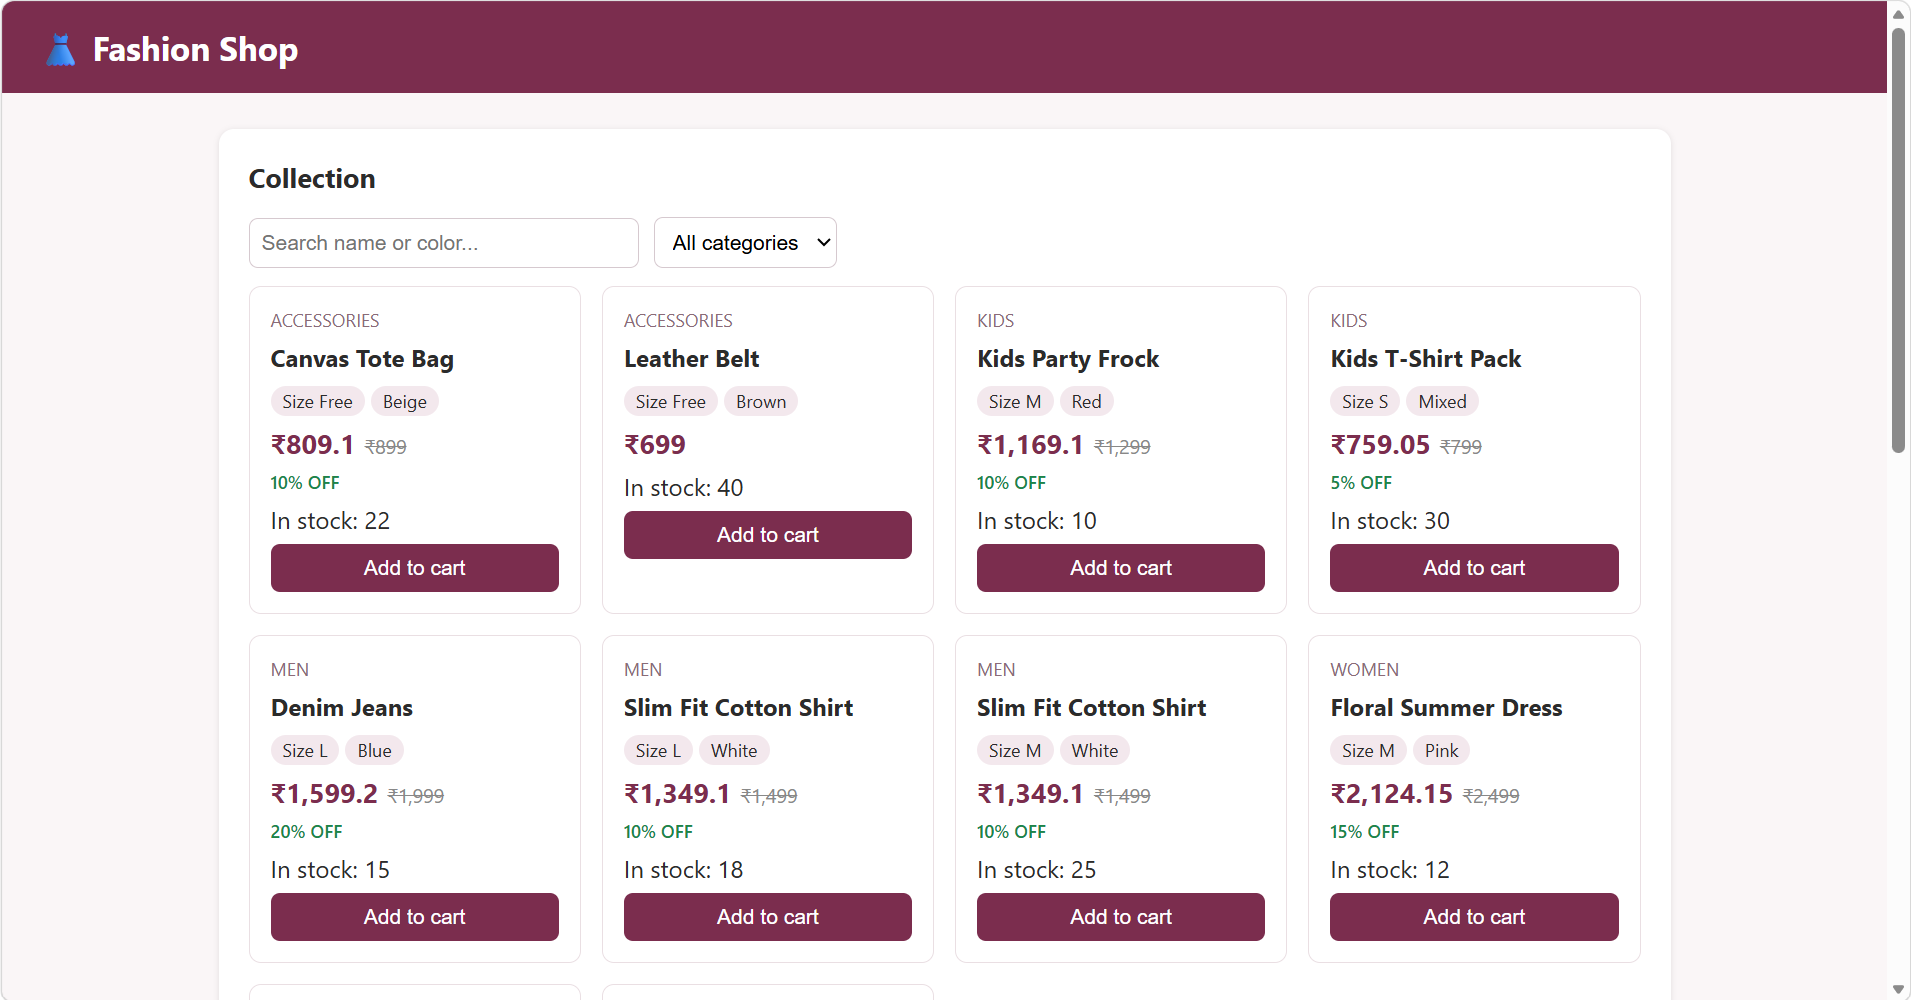 Fashion Shop
Collection
Search name or color...
All categories
ACCESSORIES
Canvas Tote Bag
Size Free Beige
₹809.1 ₹899
10% OFF
In stock: 22
Add to cart
ACCESSORIES
Leather Belt
Size Free Brown
₹699
In stock: 40
Add to cart
KIDS
Kids Party Frock
Size M Red
₹1,169.1 ₹1,299
10% OFF
In stock: 10
Add to cart
KIDS
Kids T-Shirt Pack
Size S Mixed
₹759.05 ₹799
5% OFF
In stock: 30
Add to cart
MEN
Denim Jeans
Size L Blue
₹1,599.2 ₹1,999
20% OFF
In stock: 15
Add to cart
MEN
Slim Fit Cotton Shirt
Size L White
₹1,349.1 ₹1,499
10% OFF
In stock: 18
Add to cart
MEN
Slim Fit Cotton Shirt
Size M White
₹1,349.1 ₹1,499
10% OFF
In stock: 25
Add to cart
WOMEN
Floral Summer Dress
Size M Pink
₹2,124.15 ₹2,499
15% OFF
In stock: 12
Add to cart